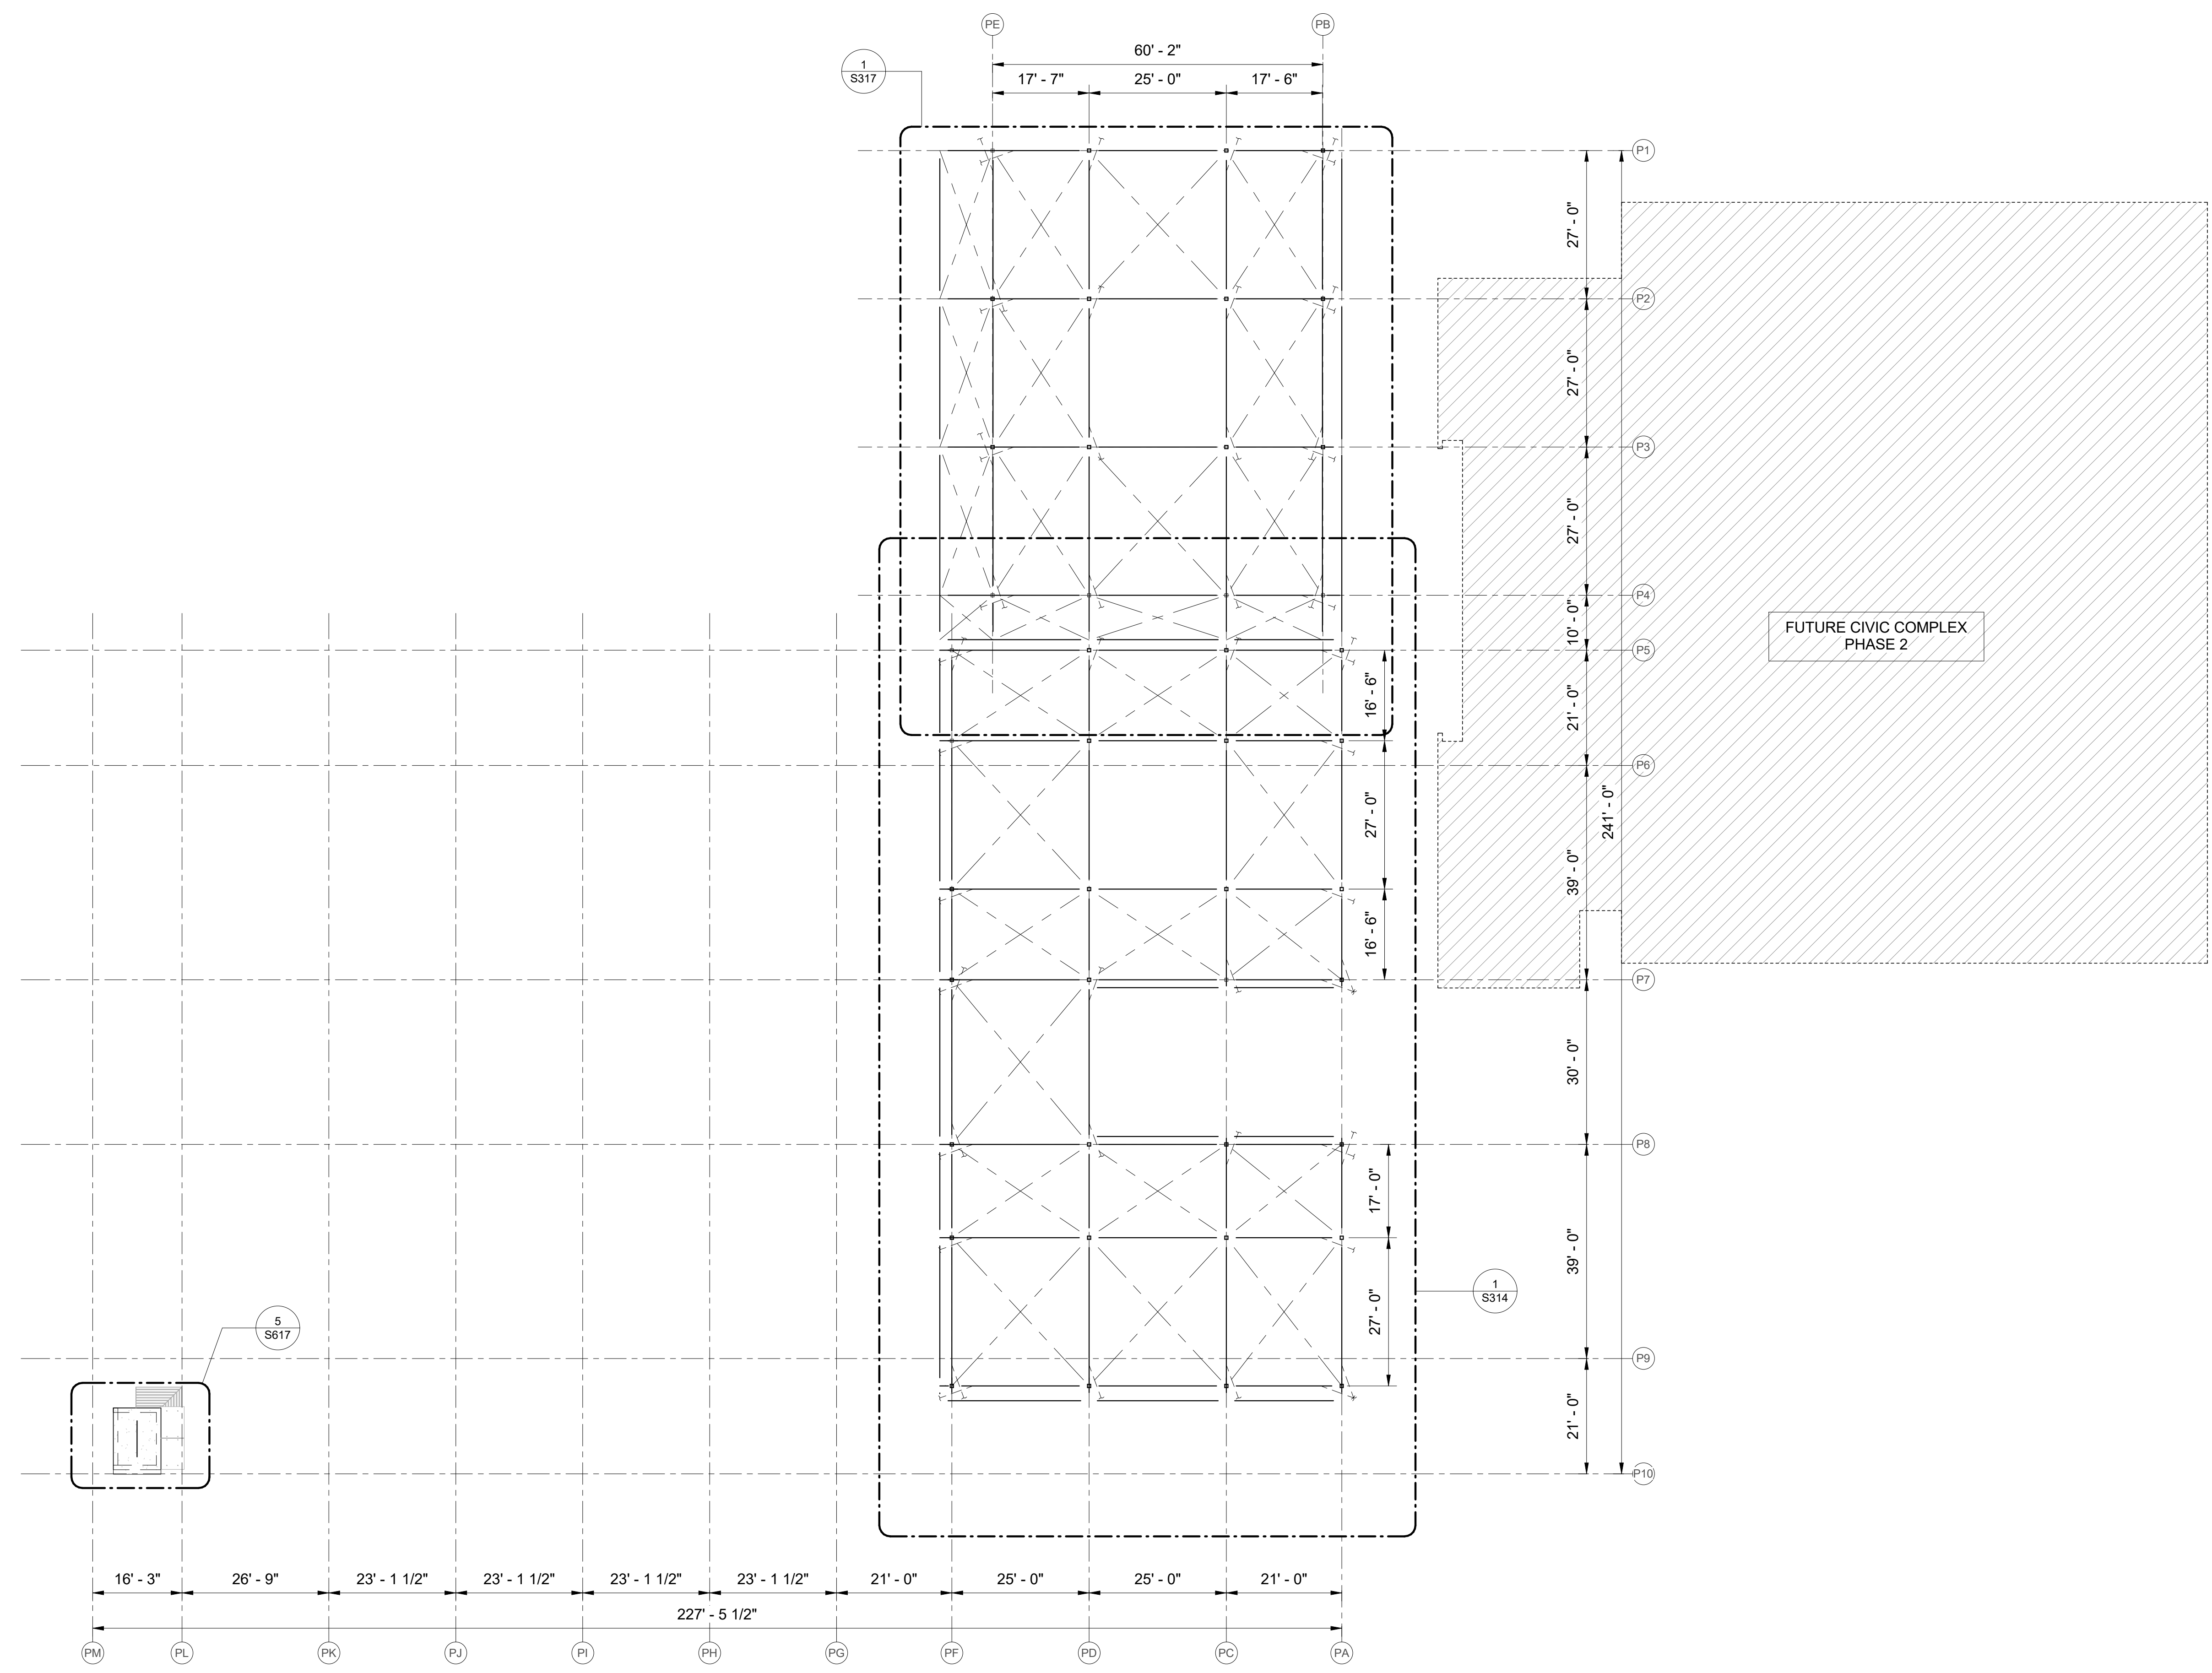 PE
PB
60' - 2"
1
S317
17' - 7"
25' - 0"
17' - 6"
P1
27' - 0"
P2
27' - 0"
P3
27' - 0"
P4
10' - 0"
FUTURE CIVIC COMPLEX
PHASE 2
P5
16' - 6"
21' - 0"
P6
27' - 0"
241' - 0"
39' - 0"
16' - 6"
P7
30' - 0"
P8
17' - 0"
39' - 0"
1
S314
27' - 0"
5
S617
P9
21' - 0"
P10
16' - 3"
26' - 9"
23' - 1 1/2"
23' - 1 1/2"
23' - 1 1/2"
23' - 1 1/2"
21' - 0"
25' - 0"
25' - 0"
21' - 0"
227' - 5 1/2"
PM
PL
PK
PJ
PI
PH
PG
PF
PD
PC
PA